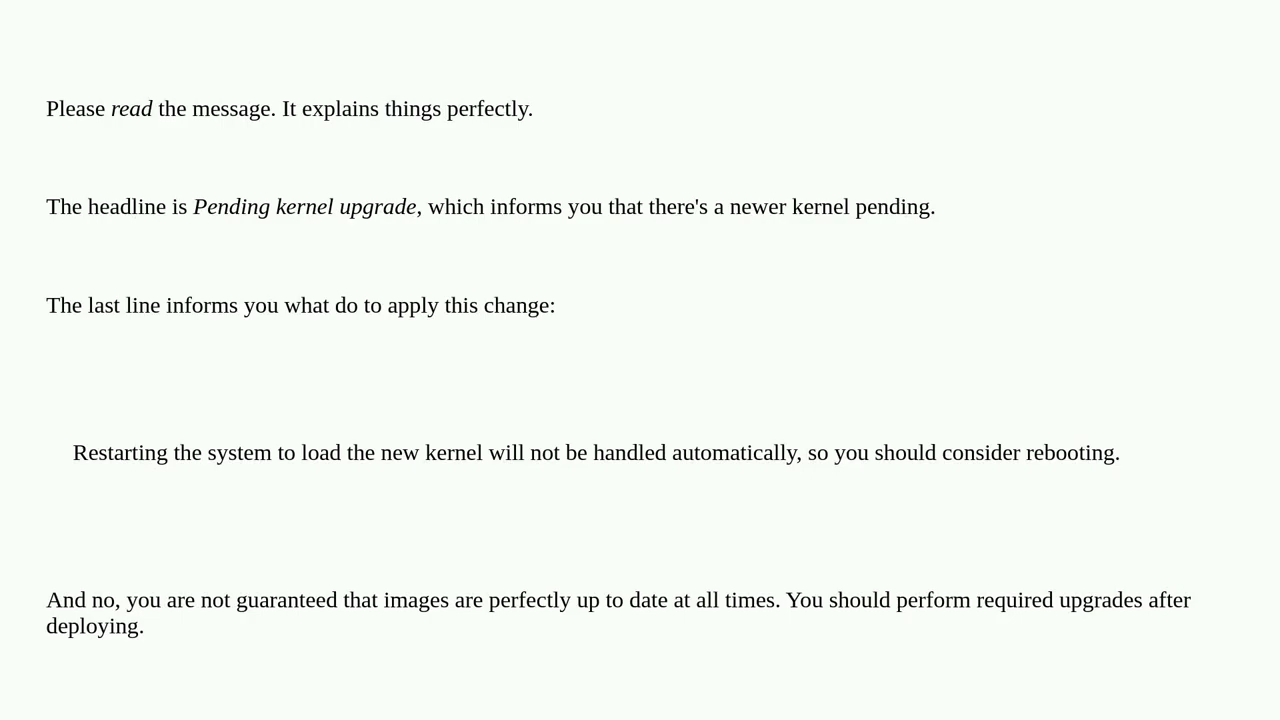 Please read the message. It explains things perfectly.
The headline is Pending kernel upgrade, which informs you that there's a newer kernel pending.
The last line informs you what do to apply this change:
Restarting the system to load the new kernel will not be handled automatically, so you should consider rebooting.
And no, you are not guaranteed that images are perfectly up to date at all times. You should perform required upgrades after
deploying.